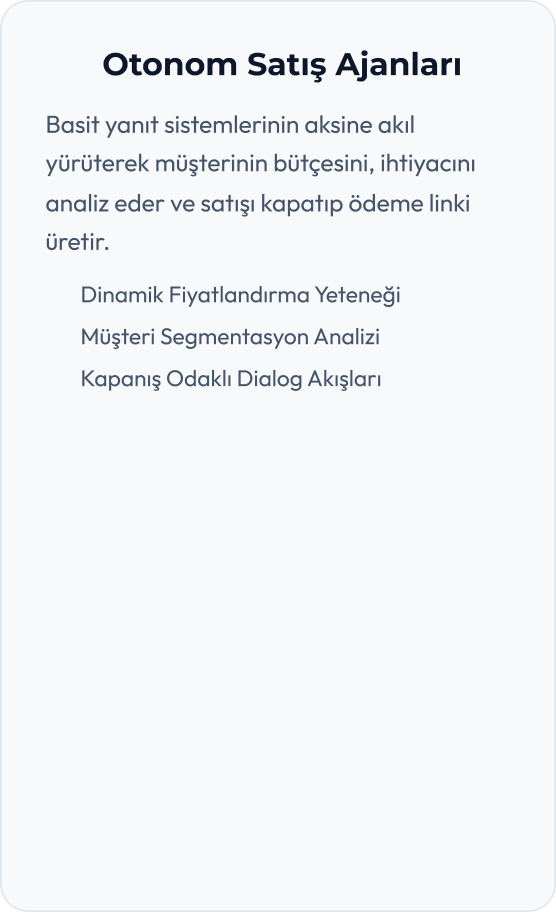 Otonom Satış Ajanları
Basit yanıt sistemlerinin aksine akıl
yürüterek müşterinin bütçesini, ihtiyacını
analiz eder ve satışı kapatıp ödeme linki
üretir.
Dinamik Fiyatlandırma Yeteneği
Müşteri Segmentasyon Analizi
Kapanış Odaklı Dialog Akışları